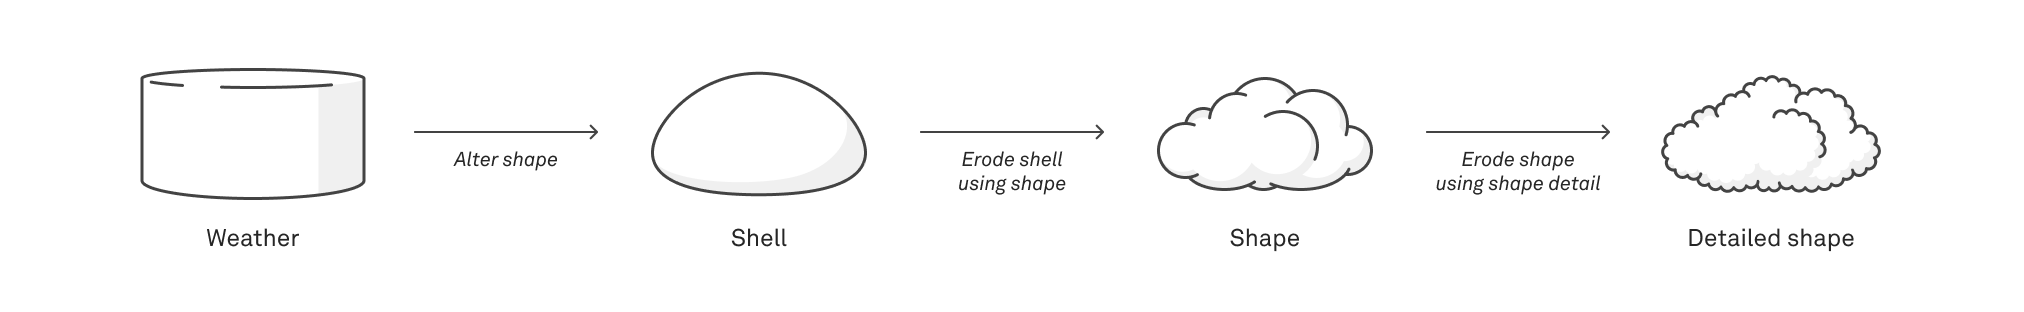 Alter shape
Erode shell
using shape
Erode shape
using shape detail
Weather
Shell
Shape
Detailed shape